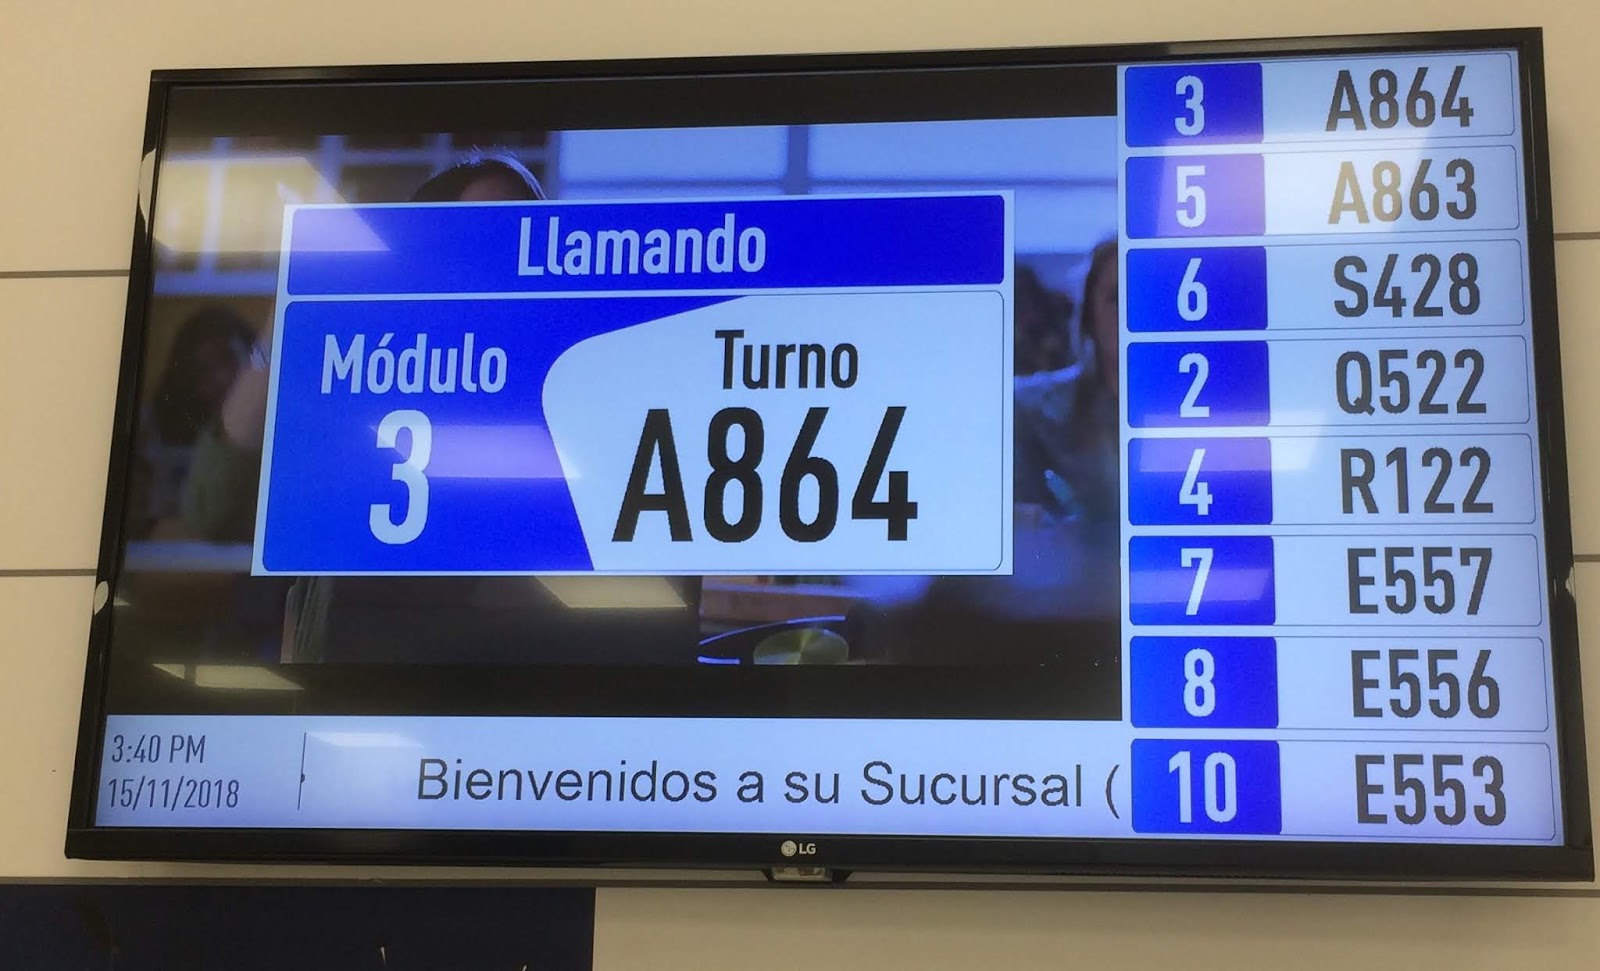 Llamando
Módulo
3
Turno
A864
3 A864
5 A863
6 S428
2 Q522
4 R122
7 E557
8 E556
10 E553
3:40 PM
15/11/2018
Bienvenidos a su Sucursal (
LG